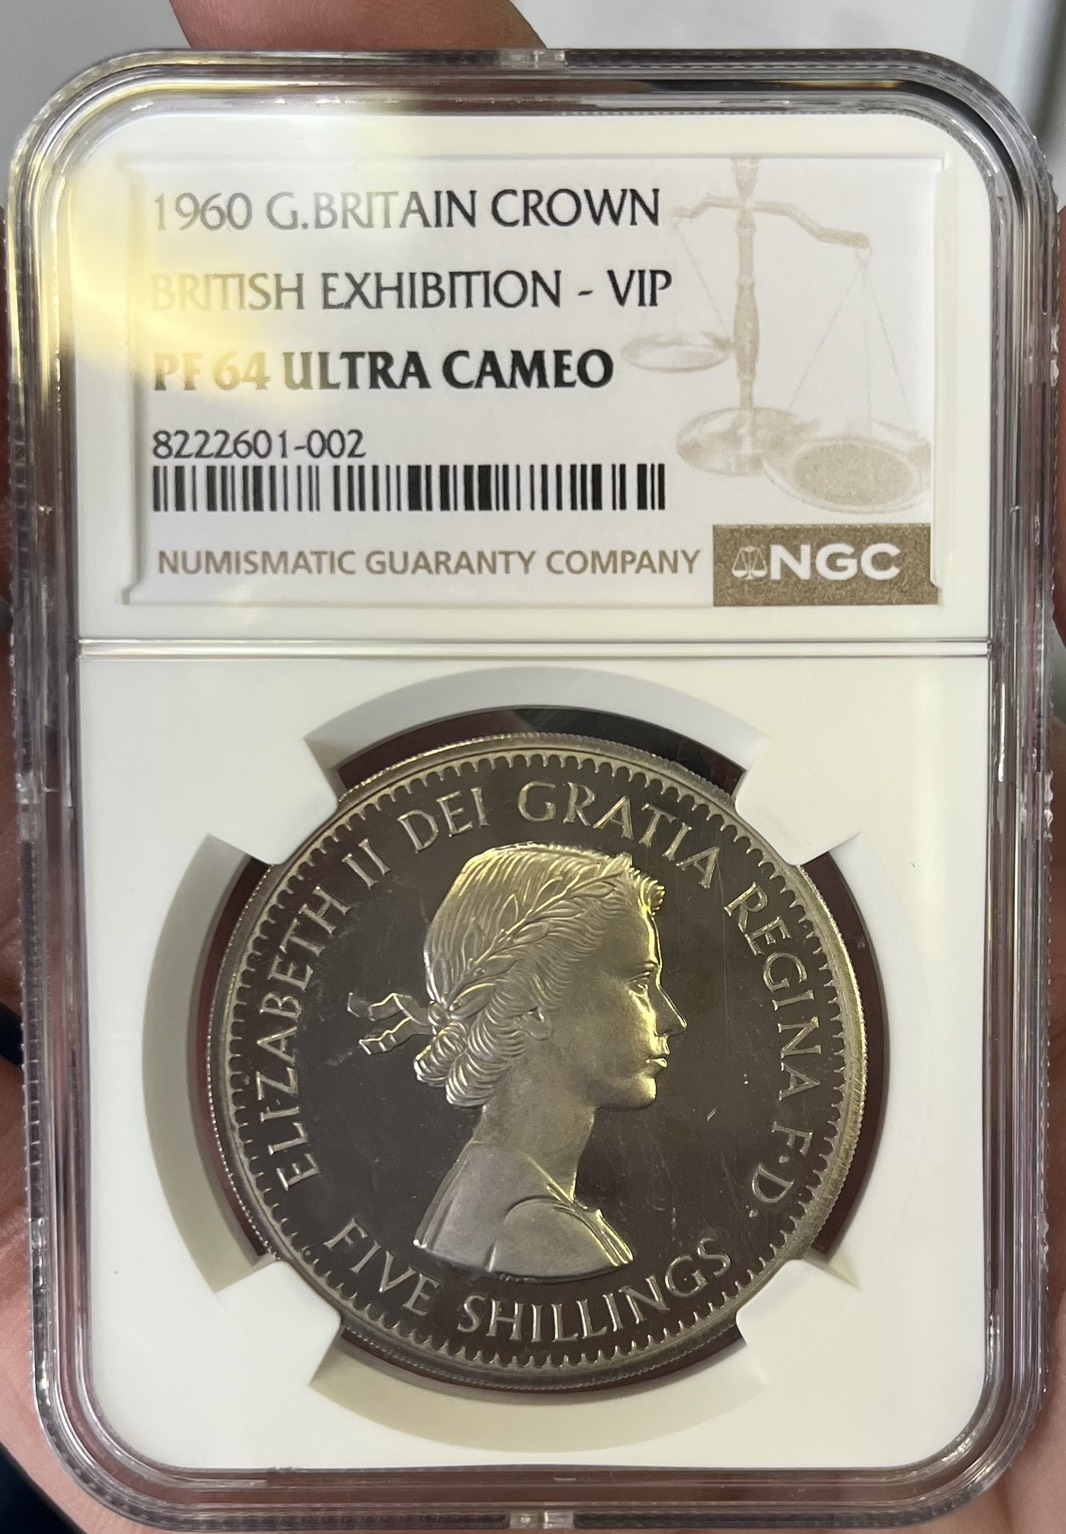 1960 G.BRITAIN CROWN
BRITISH EXHIBITION - VIP
PF 64 ULTRA CAMEO
8222601-002
NUMISMATIC GUARANTY COMPANY
NGC
ELIZABETH II DEI GRATIA REGINA F·D.
FIVE SHILLINGS